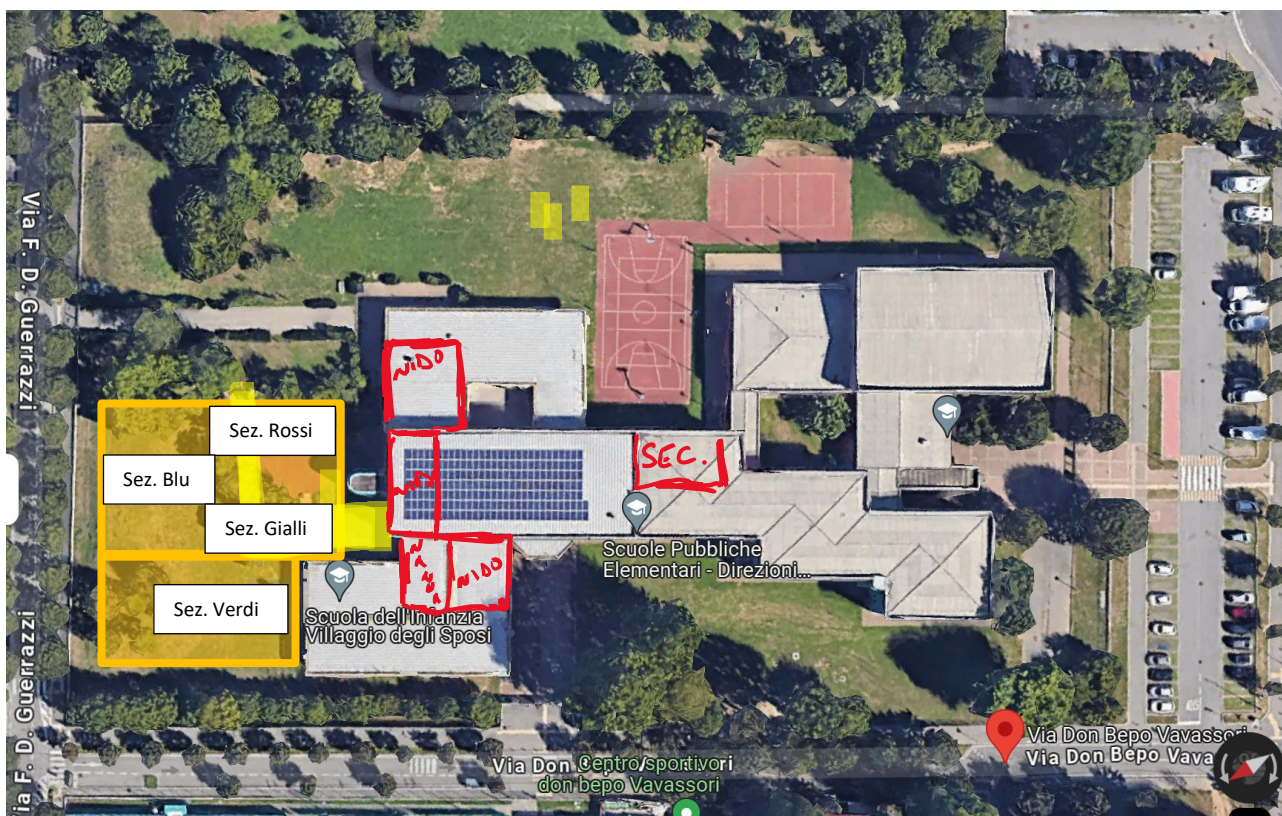 Via F. D. Guerrazzi
NIDO
Sez. Rossi
SEC.
Sez. Blu
NIDO
Sez. Gialli
Scuole Pubbliche
Elementari - Direzioni...
NIDO
Sez. Verdi
Scuola dell'Infanzia
Villaggio degli Sposi
Via F. D. Guerrazzi
Via Don Bepo Vavassori
Via Don Bepo Vava
Centro sportivo
don bepo Vavassori